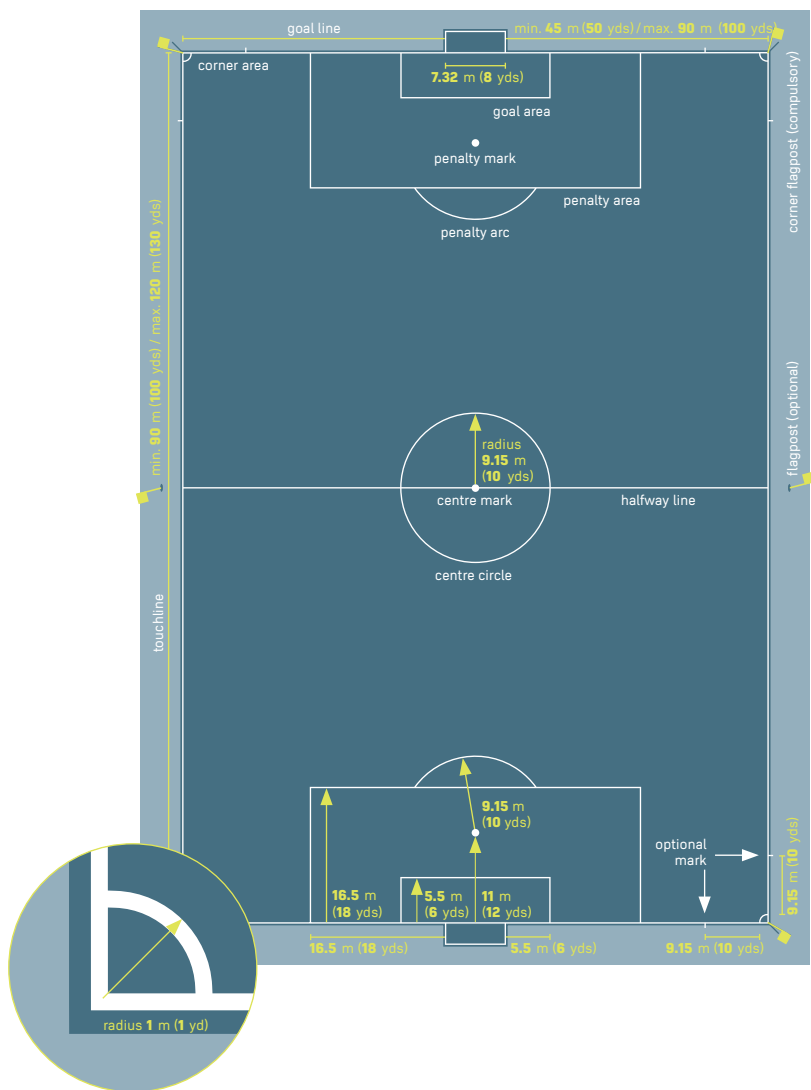 goal line
min. 45 m (50 yds) / max. 90 m (100 yds)
corner area
7.32 m (8 yds)
goal area
penalty mark
penalty area
penalty arc
corner flagpost (compulsory)
min. 90 m (100 yds) / max. 120 m (130 yds)
flagpost (optional)
radius
9.15 m
(10 yds)
centre mark
halfway line
centre circle
touchline
9.15 m
(10 yds)
optional
mark
9.15 m (10 yds)
16.5 m
(18 yds)
5.5 m
(6 yds)
11 m
(12 yds)
16.5 m (18 yds)
5.5 m (6 yds)
9.15 m (10 yds)
radius 1 m (1 yd)